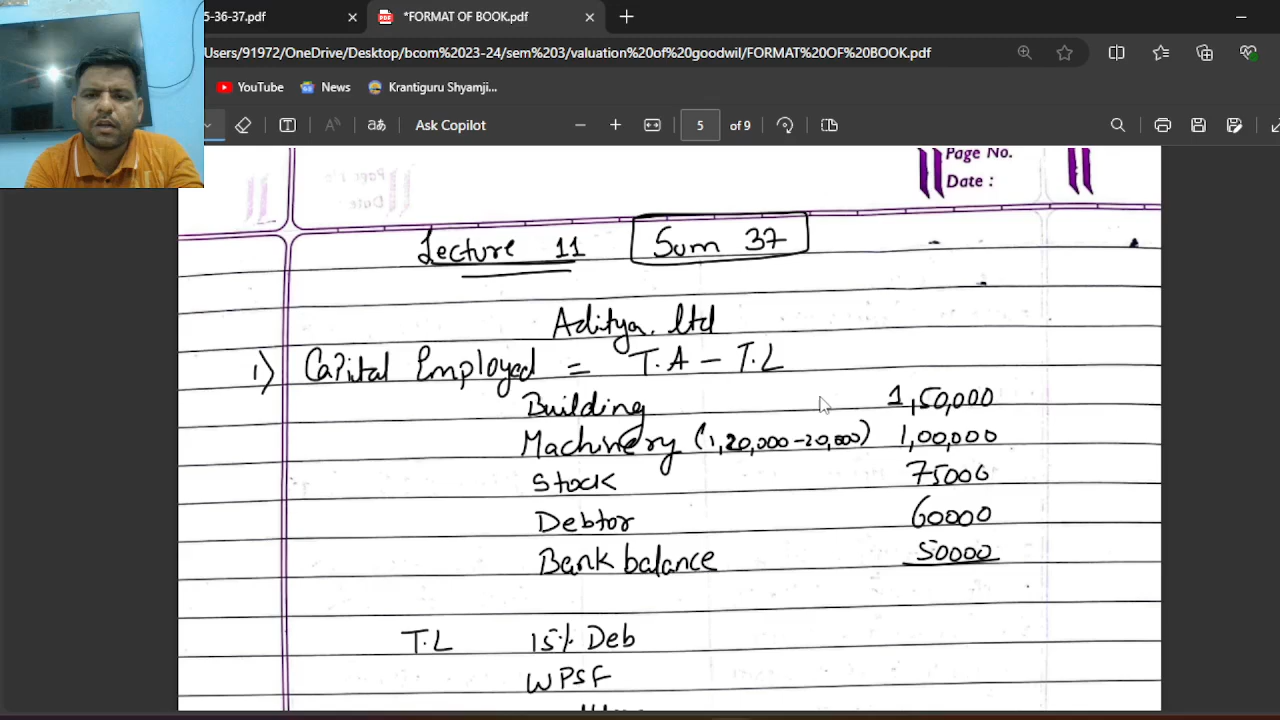 5-36-37.pdf
*FORMAT OF BOOK.pdf
Users/91972/OneDrive/Desktop/bcom%2023-24/sem%203/valuation%20of%20goodwil/FORMAT%20OF%20BOOK.pdf
YouTube
News
Krantiguru Shyamji...
aあ
Ask Copilot
5 of 9
Page No.
Date :
Lecture 11 Sum 37
Aditya. ltd
1) Capital Employed = T.A - T.L
Building 1,50,000
Machinery (1,20,000-20,000) 1,00,000
Stock 75000
Debtor 60000
Bank balance 50000
T.L 15% Deb
WPSF